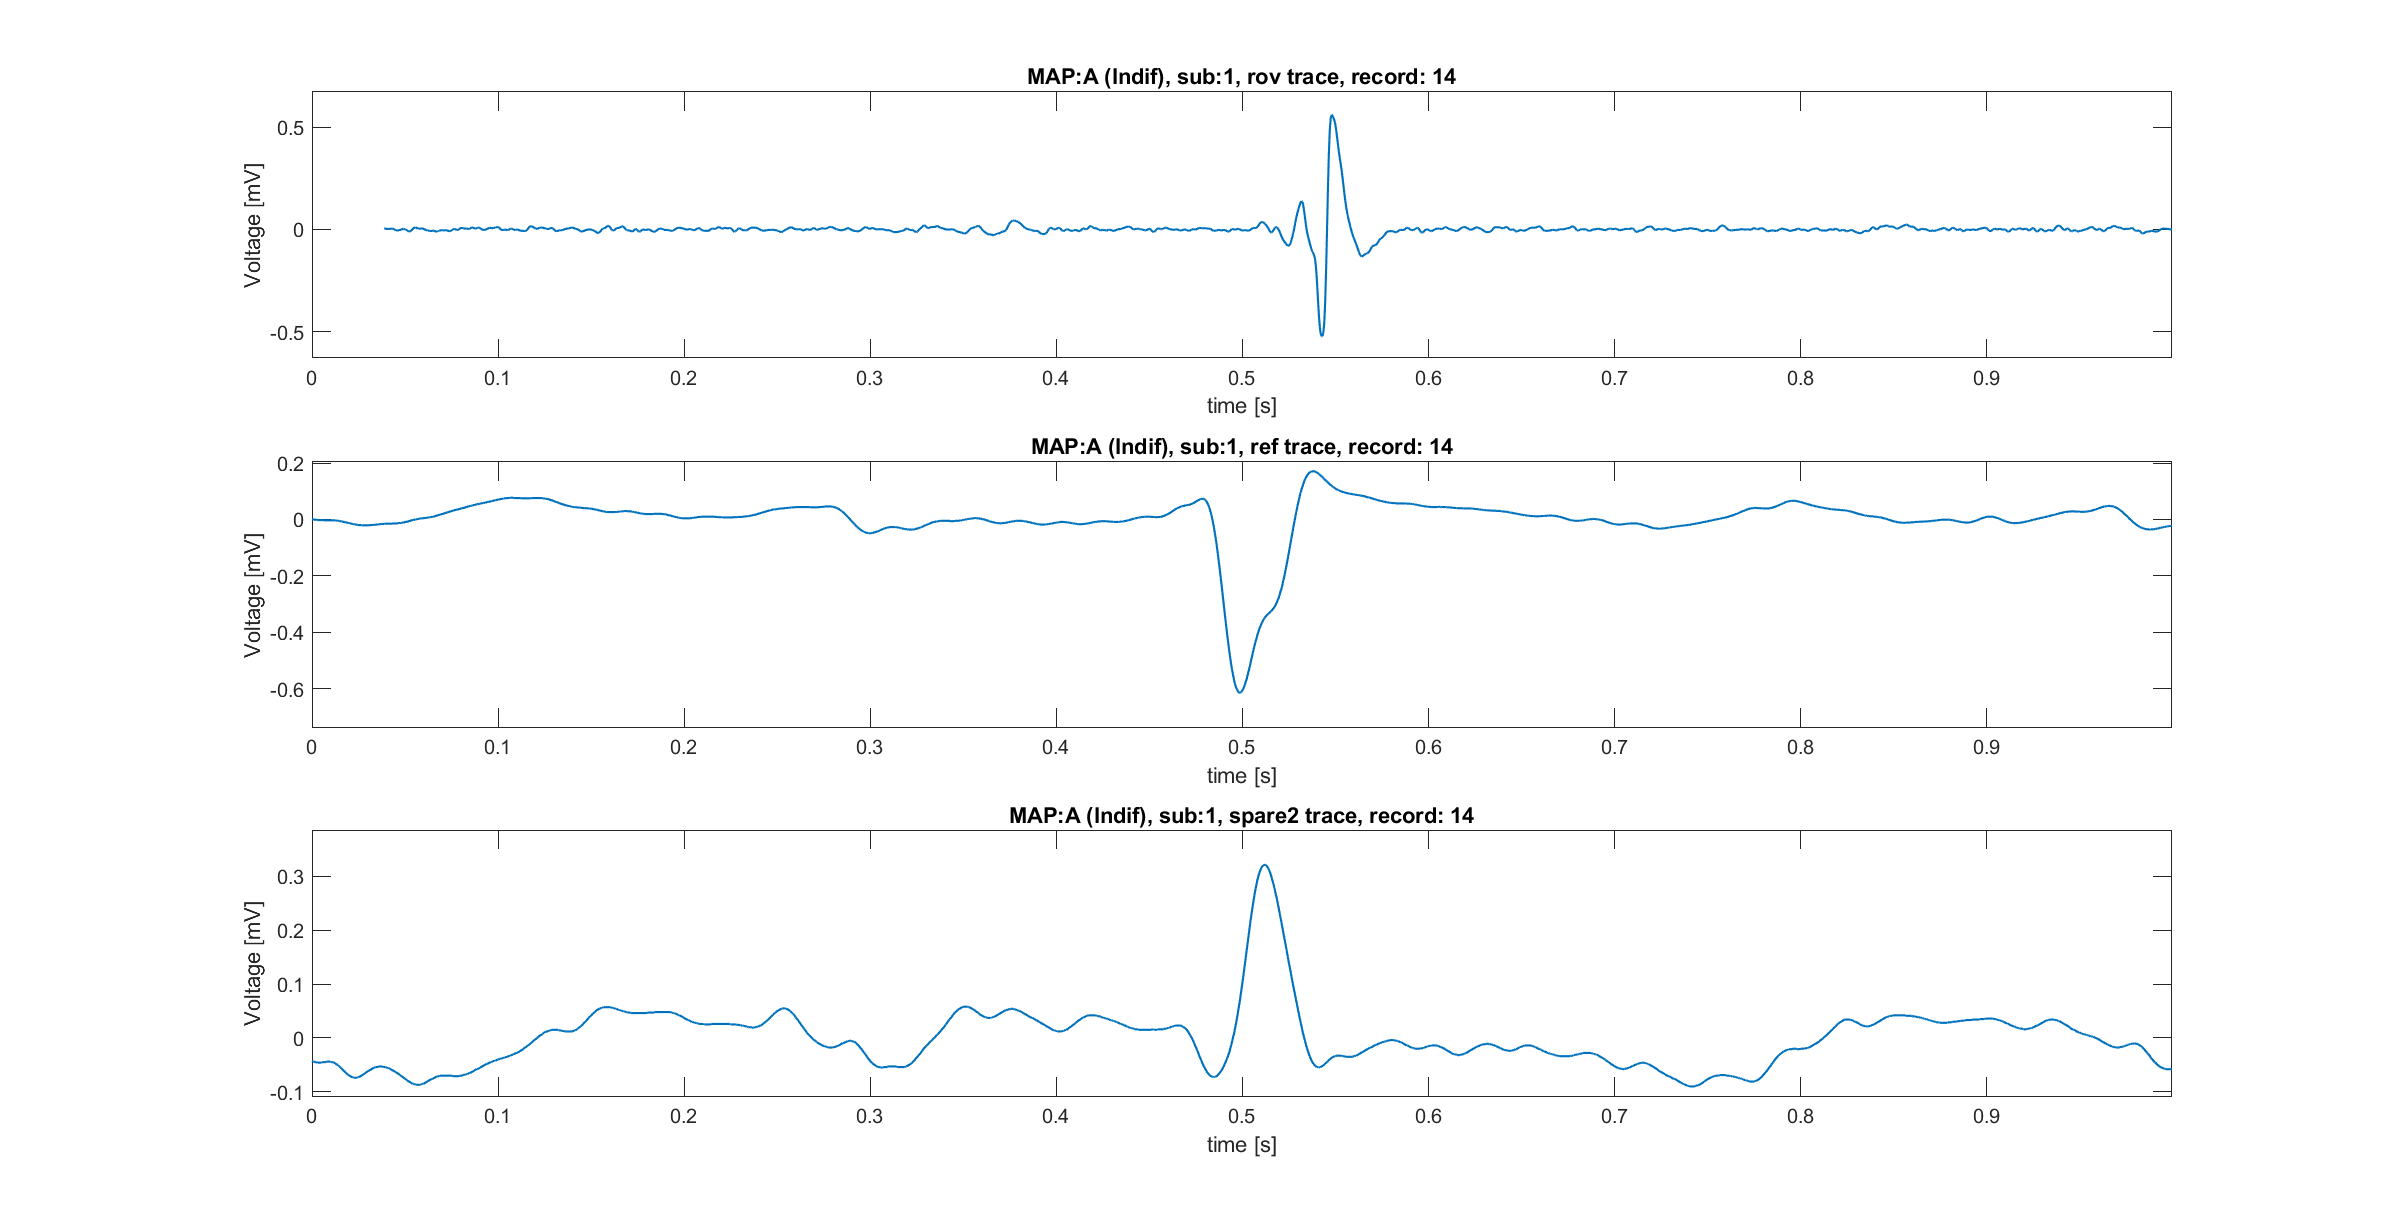 MAP:A (Indif), sub:1, rov trace, record: 14
0.5
0
-0.5
Voltage [mV]
0 0.1 0.2 0.3 0.4 0.5 0.6 0.7 0.8 0.9
time [s]
MAP:A (Indif), sub:1, ref trace, record: 14
0.2
0
-0.2
-0.4
-0.6
Voltage [mV]
0 0.1 0.2 0.3 0.4 0.5 0.6 0.7 0.8 0.9
time [s]
MAP:A (Indif), sub:1, spare2 trace, record: 14
0.3
0.2
0.1
0
-0.1
Voltage [mV]
0 0.1 0.2 0.3 0.4 0.5 0.6 0.7 0.8 0.9
time [s]